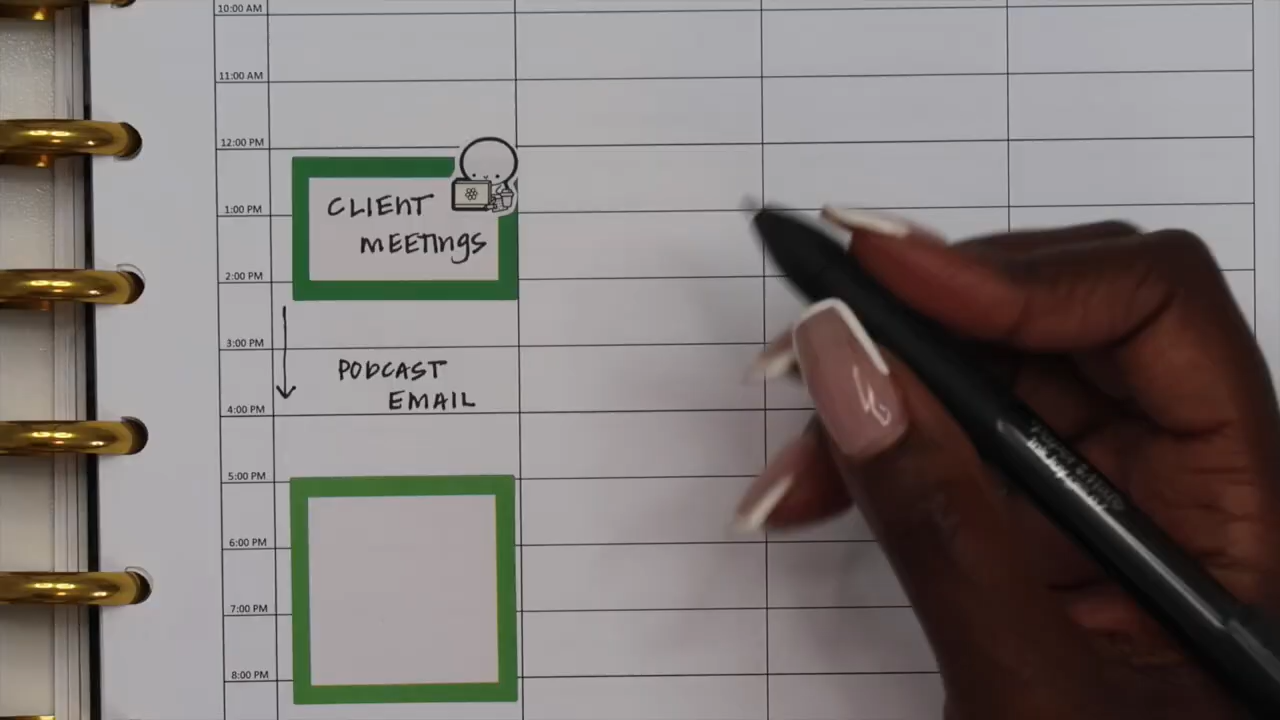 10:00 AM
11:00 AM
12:00 PM
CLIENT
1:00 PM
MEETINGS
2:00 PM
3:00 PM
PODCAST
EMAIL
4:00 PM
5:00 PM
6:00 PM
7:00 PM
8:00 PM